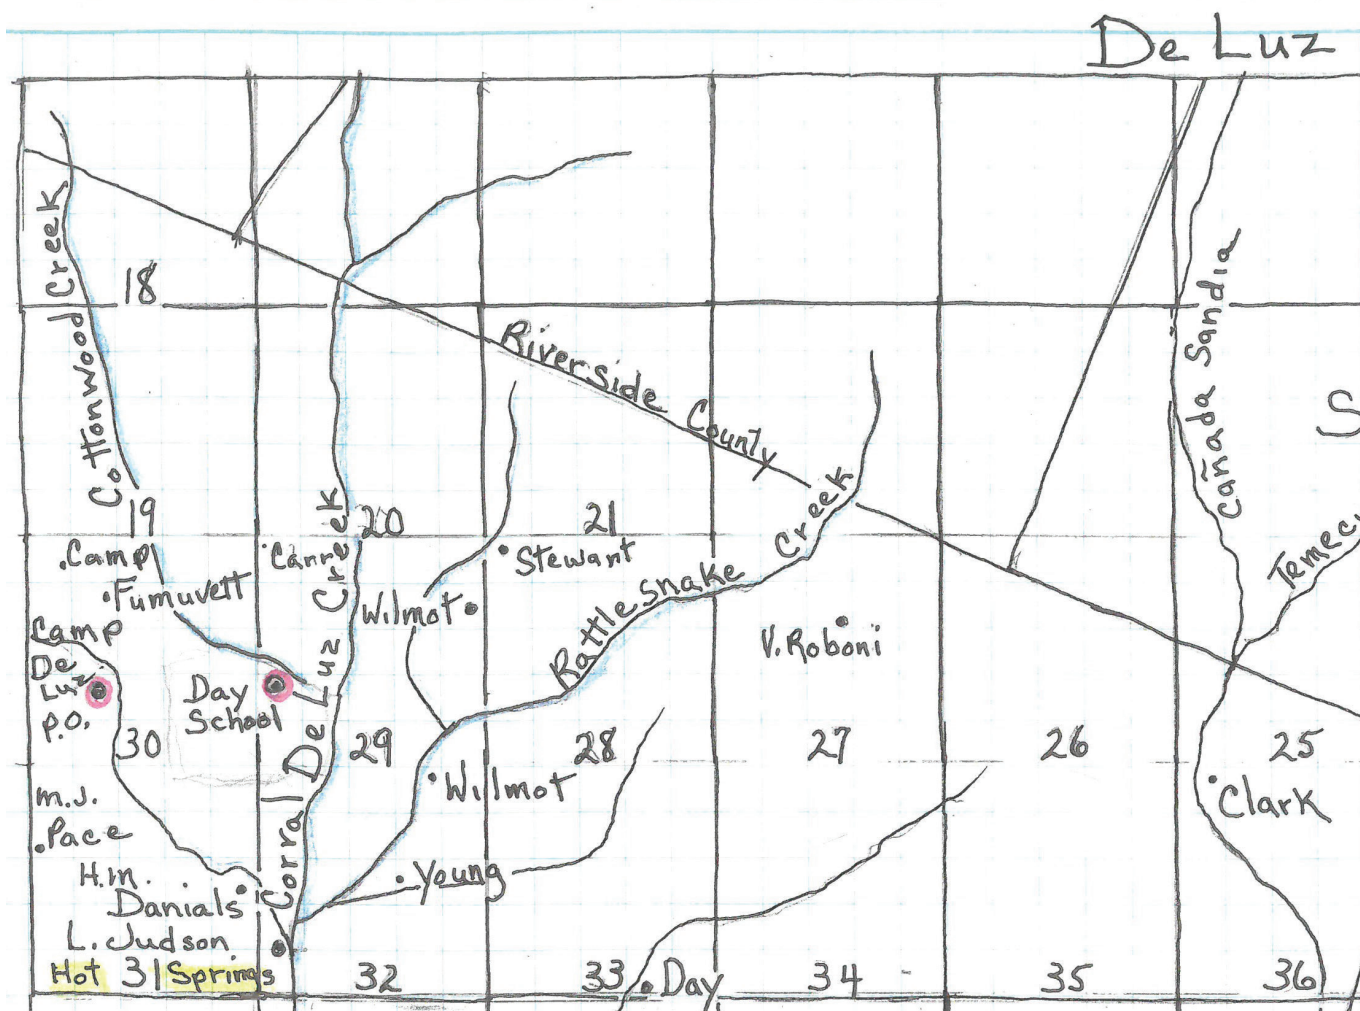 De Luz
Cottonwood Creek
18
Riverside County
Cañada Sandia
S
19
20
21
Creek
Temec
.Camp
Carre
Stewart
Fumuvett
Wilmot
Rattlesnake Creek
V. Roboni
Camp
De
Luz
P.O.
Day
School
Corral De Luz Creek
30
29
28
27
26
25
Wilmot
Clark
M.J.
Pace
H.M.
Danials
Young
L. Judson
Hot 31 Springs
32
33
Day
34
35
36